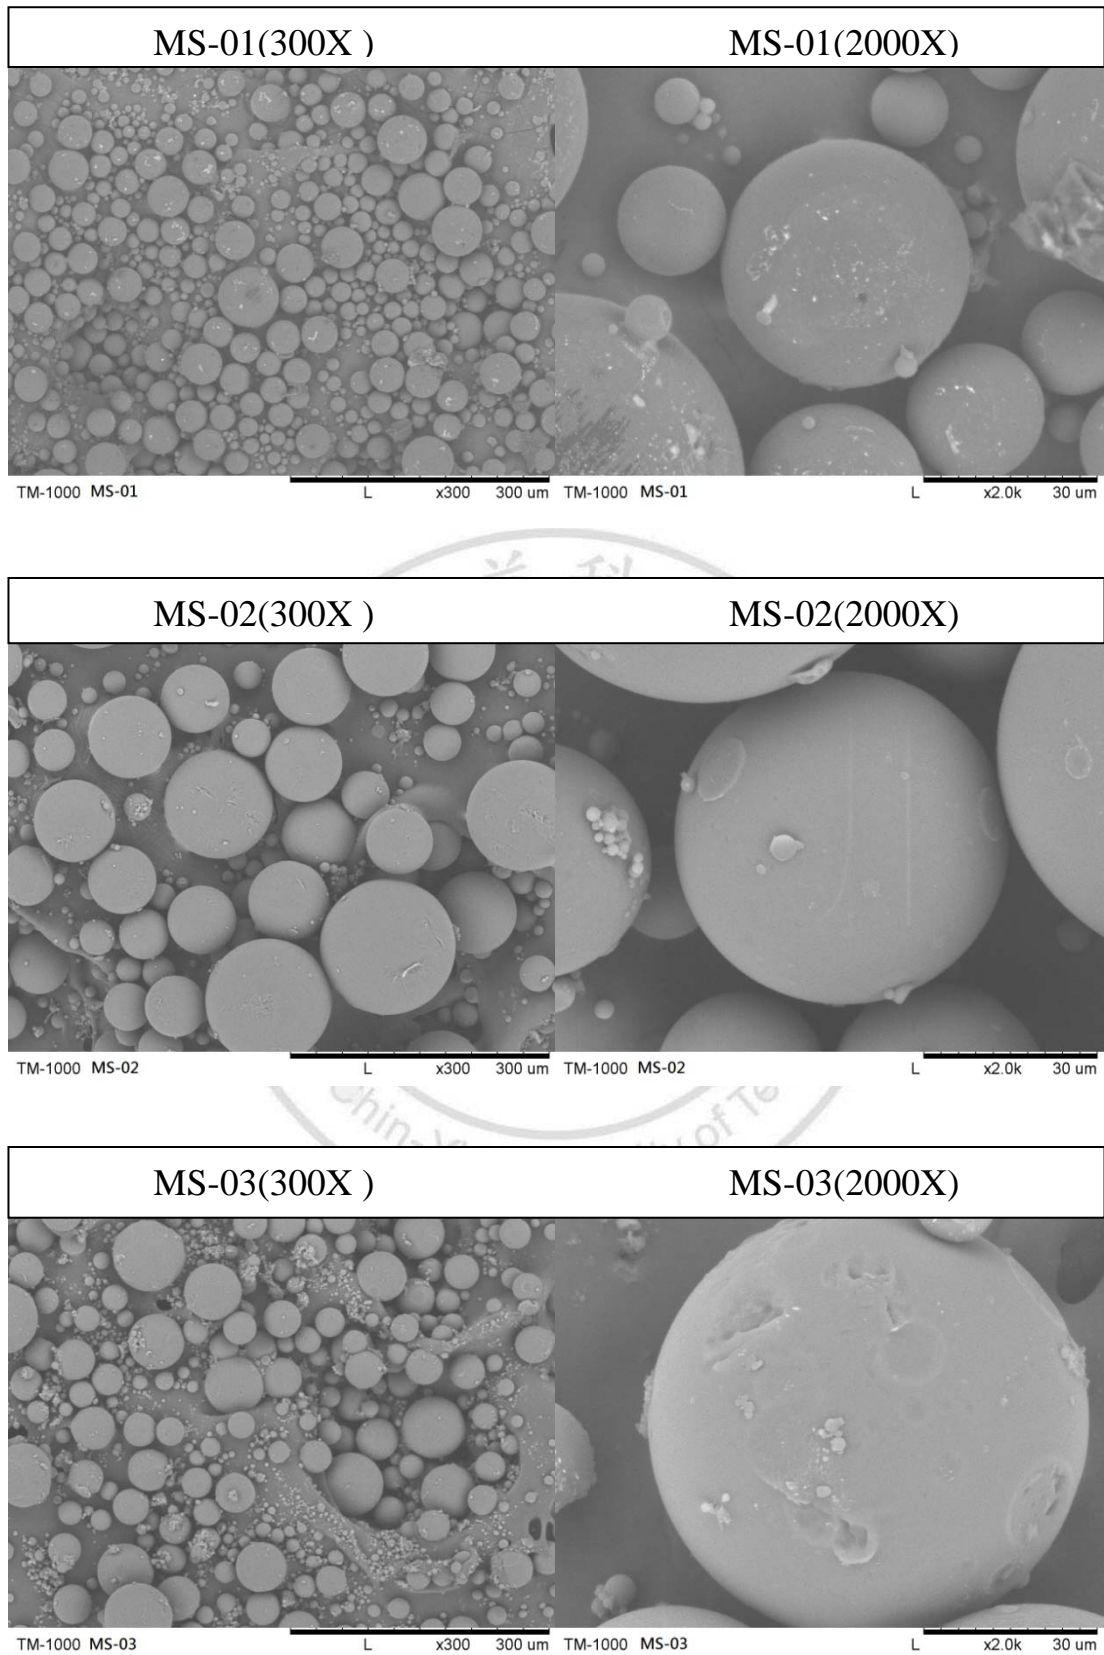 MS-01(300X ) MS-01(2000X)
TM-1000 MS-01 L x300 300 um TM-1000 MS-01 L x2.0k 30 um
MS-02(300X ) MS-02(2000X)
TM-1000 MS-02 L x300 300 um TM-1000 MS-02 L x2.0k 30 um
MS-03(300X ) MS-03(2000X)
TM-1000 MS-03 L x300 300 um TM-1000 MS-03 L x2.0k 30 um